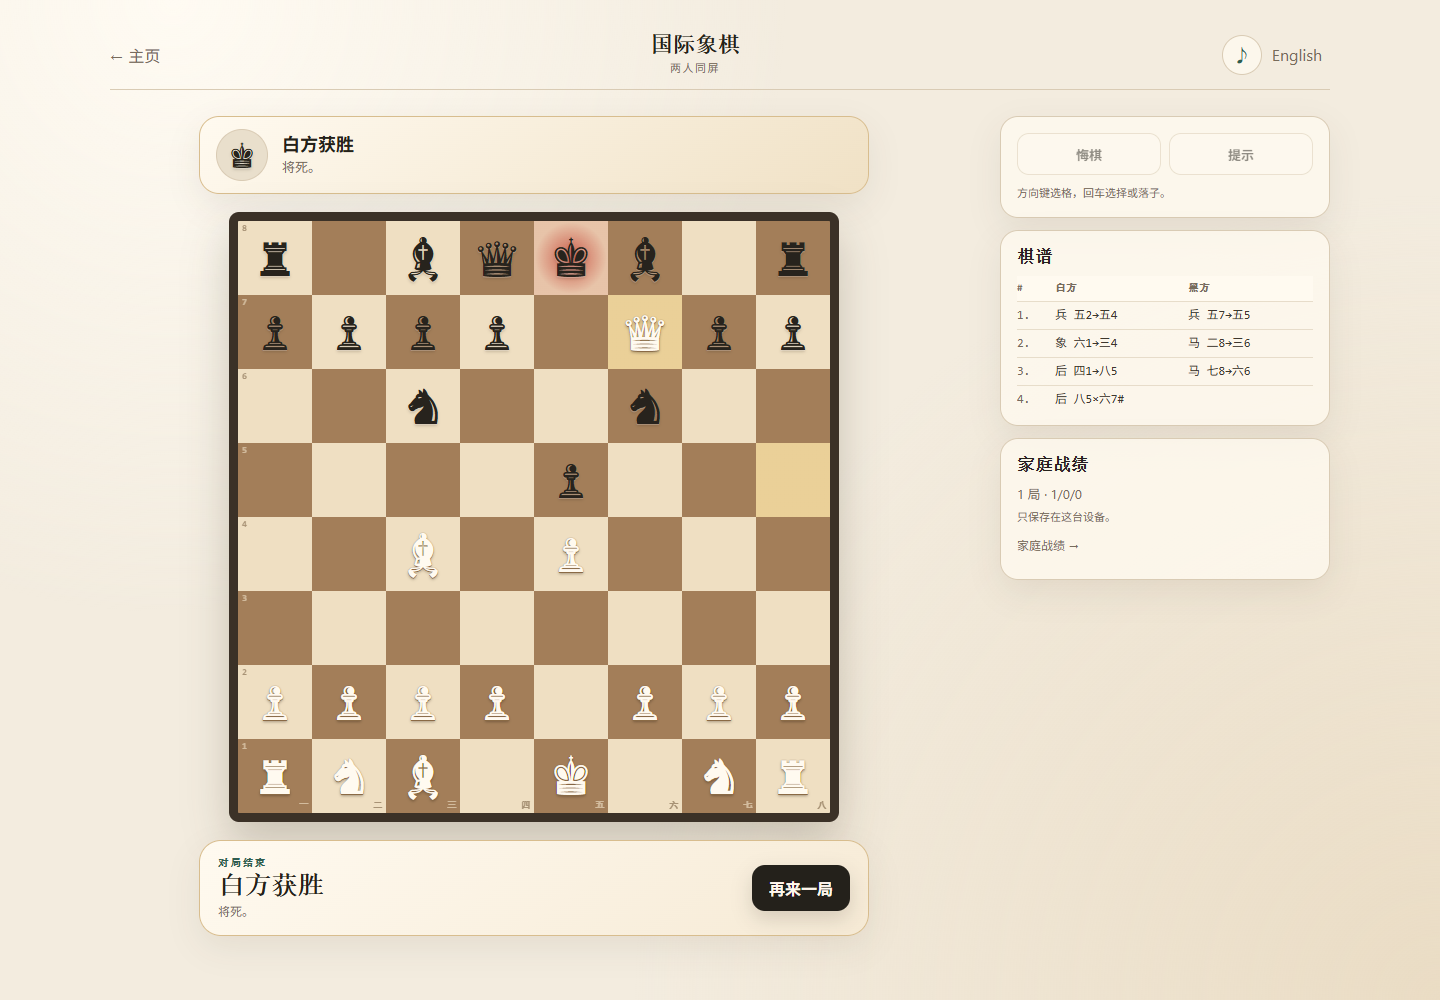 ← 主页
国际象棋
两人同屏
♪ English
白方获胜
将死。
8
7
6
5
4
3
2
1
一 二 三 四 五 六 七 八
对局结束
白方获胜
将死。
再来一局
悔棋 提示
方向键选格，回车选择或落子。
棋谱
# 白方 黑方
1. 兵 五2→五4 兵 五7→五5
2. 象 六1→三4 马 二8→三6
3. 后 四1→八5 马 七8→六6
4. 后 八5×六7#
家庭战绩
1 局 · 1/0/0
只保存在这台设备。
家庭战绩 →